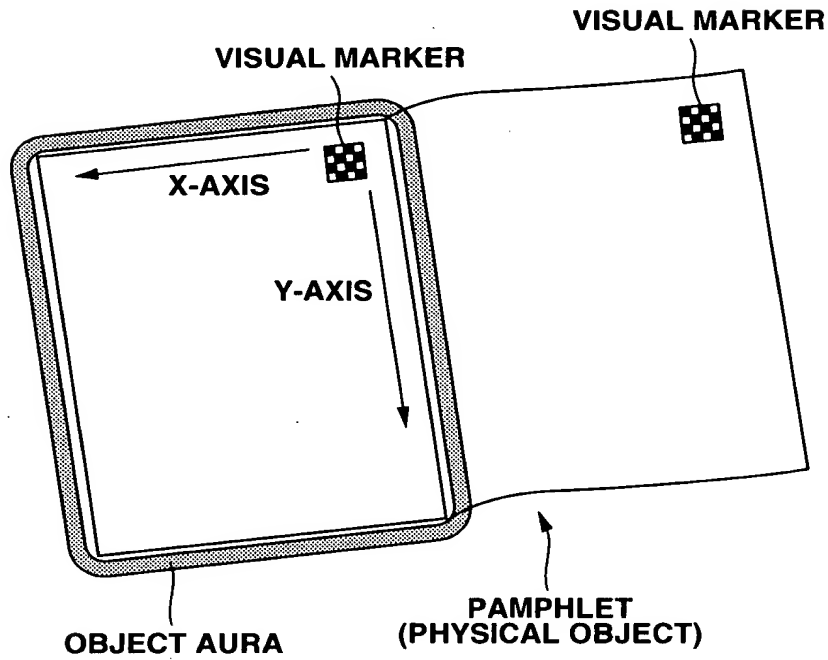 VISUAL MARKER
VISUAL MARKER
X-AXIS
Y-AXIS
PAMPHLET
(PHYSICAL OBJECT)
OBJECT AURA